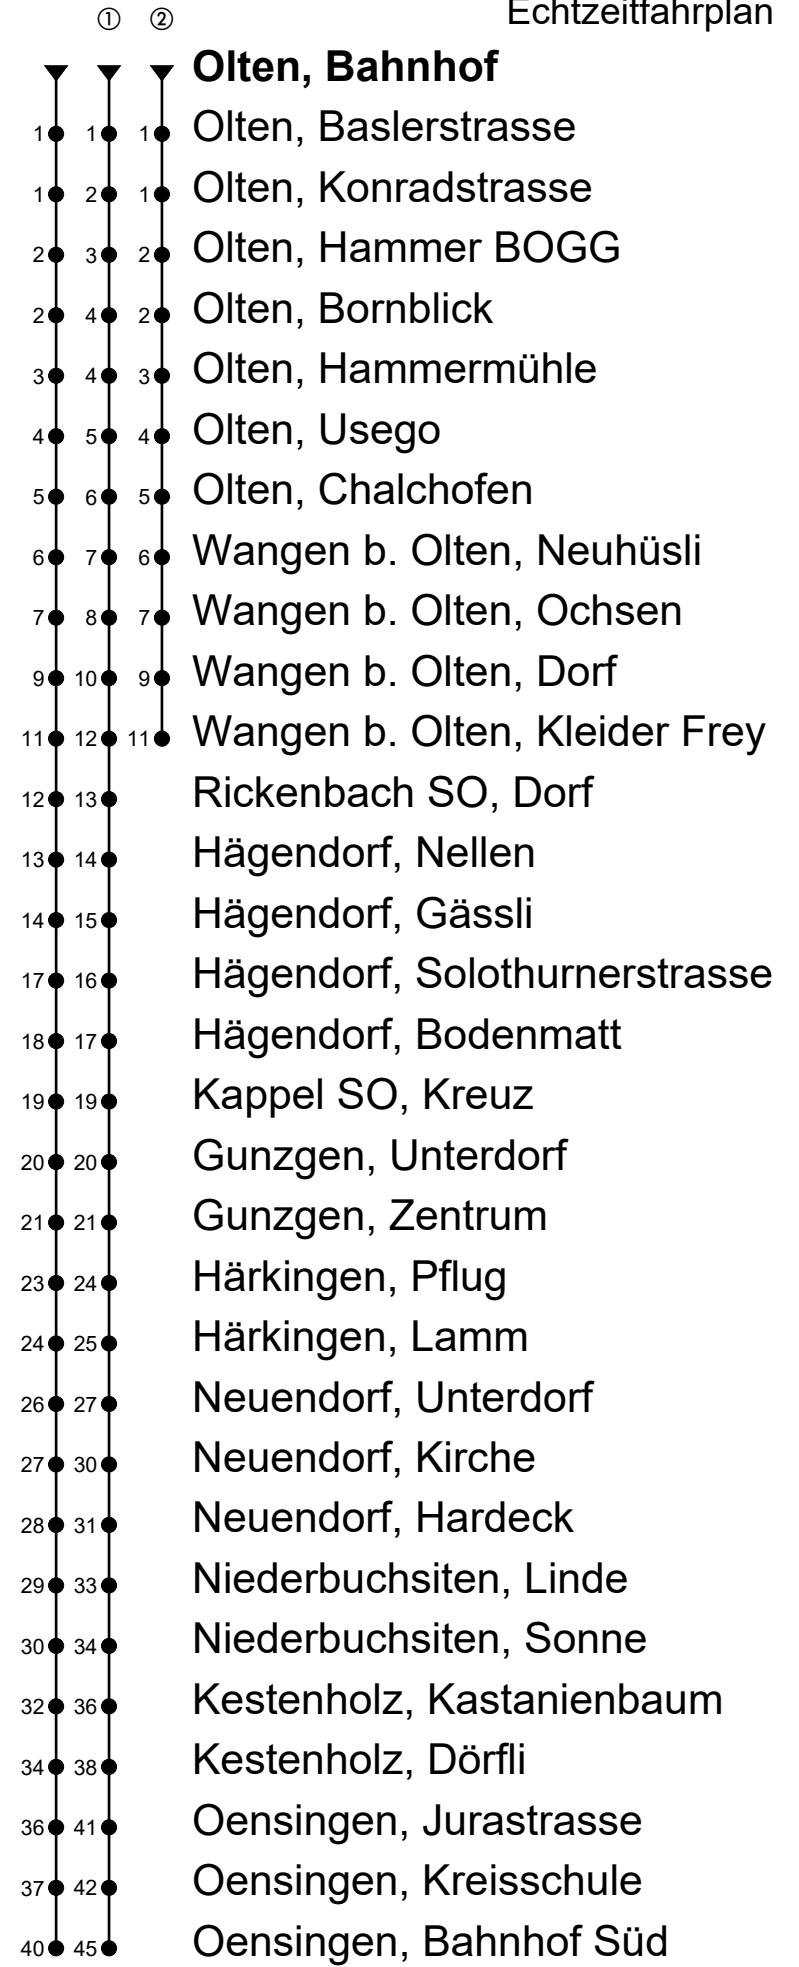 Echtzeitfahrplan
① ②
Olten, Bahnhof
1 1 1 Olten, Baslerstrasse
1 2 1 Olten, Konradstrasse
2 3 2 Olten, Hammer BOGG
2 4 2 Olten, Bornblick
3 4 3 Olten, Hammermühle
4 5 4 Olten, Usego
5 6 5 Olten, Chalchofen
6 7 6 Wangen b. Olten, Neuhüsli
7 8 7 Wangen b. Olten, Ochsen
9 10 9 Wangen b. Olten, Dorf
11 12 11 Wangen b. Olten, Kleider Frey
12 13 Rickenbach SO, Dorf
13 14 Hägendorf, Nellen
14 15 Hägendorf, Gässli
17 16 Hägendorf, Solothurnerstrasse
18 17 Hägendorf, Bodenmatt
19 19 Kappel SO, Kreuz
20 20 Gunzgen, Unterdorf
21 21 Gunzgen, Zentrum
23 24 Härkingen, Pflug
24 25 Härkingen, Lamm
26 27 Neuendorf, Unterdorf
27 30 Neuendorf, Kirche
28 31 Neuendorf, Hardeck
29 33 Niederbuchsiten, Linde
30 34 Niederbuchsiten, Sonne
32 36 Kestenholz, Kastanienbaum
34 38 Kestenholz, Dörfli
36 41 Oensingen, Jurastrasse
37 42 Oensingen, Kreisschule
40 45 Oensingen, Bahnhof Süd